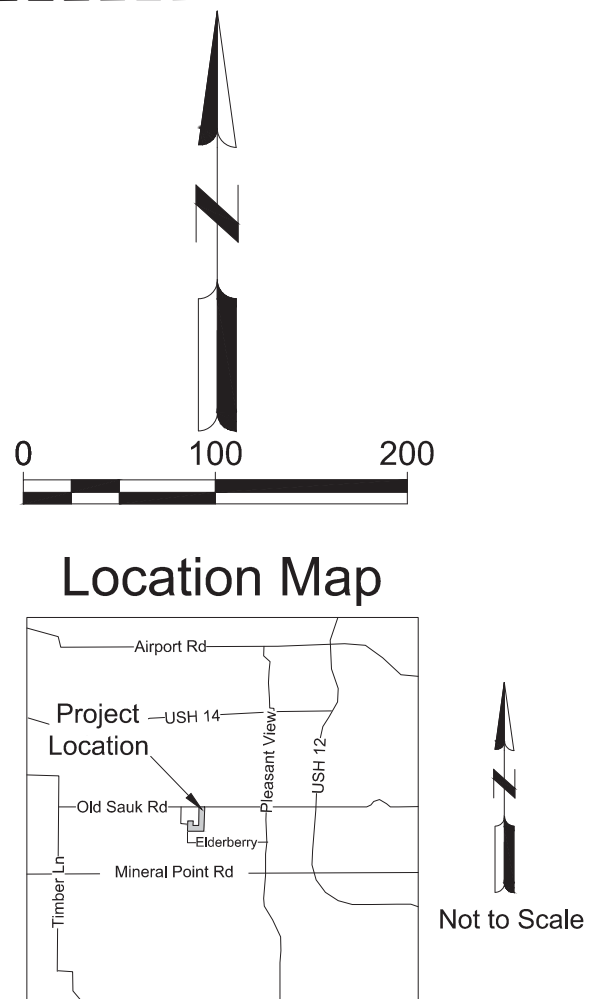 N
0 100 200
Location Map
Airport Rd
Project
Location
USH 14
Pleasant View
USH 12
N
Old Sauk Rd
Elderberry
Timber Ln
Mineral Point Rd
Not to Scale